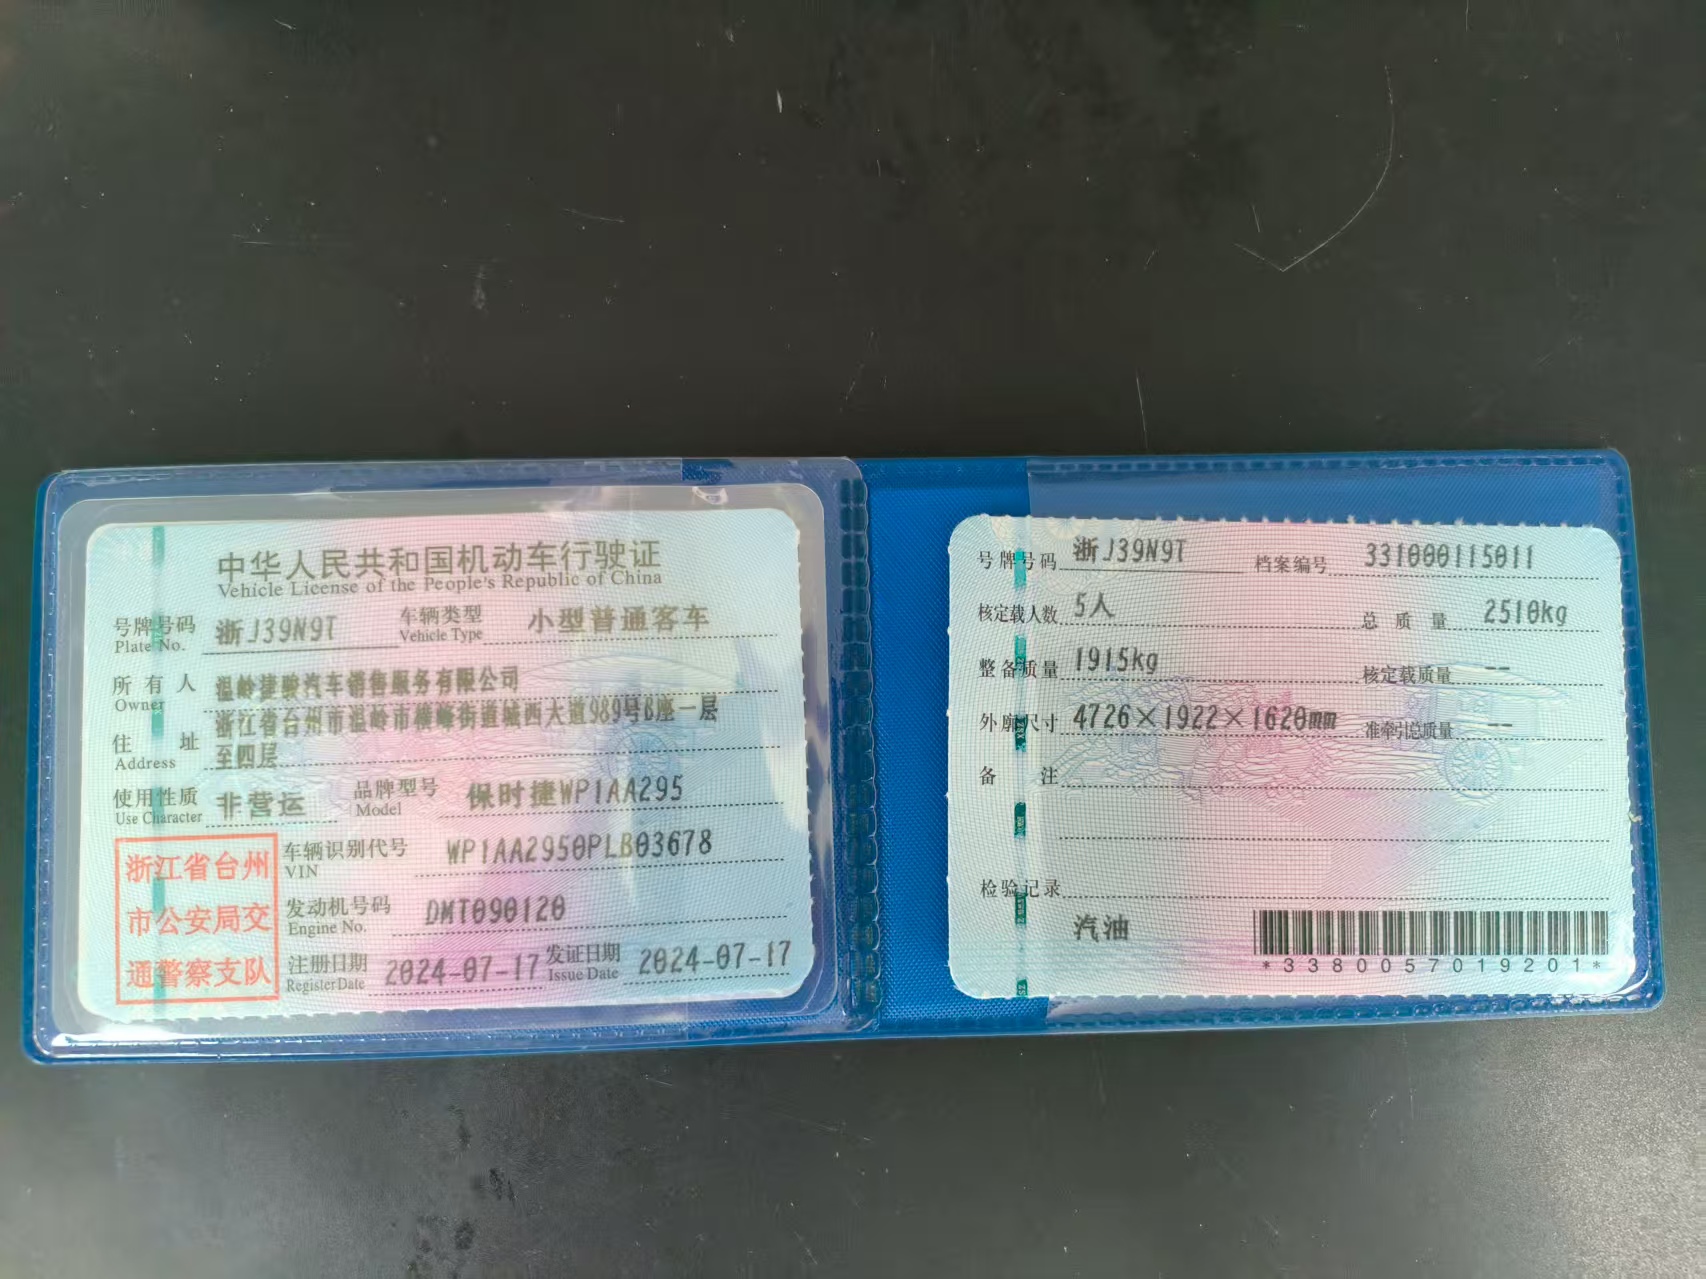 中华人民共和国机动车行驶证
Vehicle License of the People's Republic of China
号牌号码 浙J39N9T 车辆类型 小型普通客车
Plate No. Vehicle Type
所有人 温岭捷骏汽车销售服务有限公司
Owner
浙江省台州市温岭市横峰街道城西大道989号B座一层
住址 至四层
Address
使用性质 非营运 品牌型号 保时捷WP1AA295
Use Character Model
浙江省台州
市公安局交
通警察支队
车辆识别代号 WP1AA2950PLB03678
VIN
发动机号码 DMT090120
Engine No.
注册日期 2024-07-17 发证日期 2024-07-17
Register Date Issue Date
号牌号码 浙J39N9T 档案编号 331000115011
核定载人数 5人 总质量 2510kg
整备质量 1915kg 核定载质量 --
外廓尺寸 4726×1922×1620mm 准牵引总质量 --
备注
检验记录
汽油
*3380057019201*